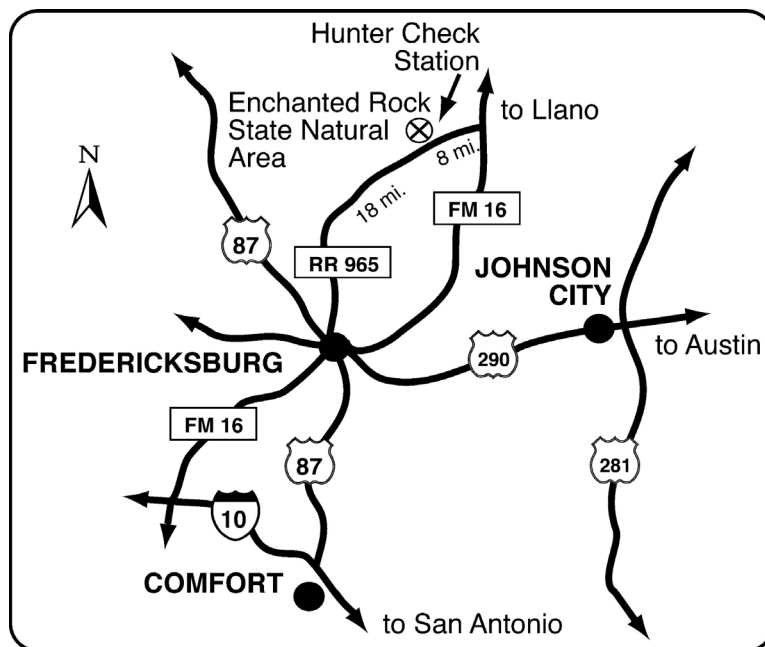 Hunter Check
Station
Enchanted Rock
State Natural
Area
to Llano
N
8 mi.
18 mi.
FM 16
87
RR 965
JOHNSON
CITY
to Austin
FREDERICKSBURG
290
FM 16
87
281
10
COMFORT
to San Antonio